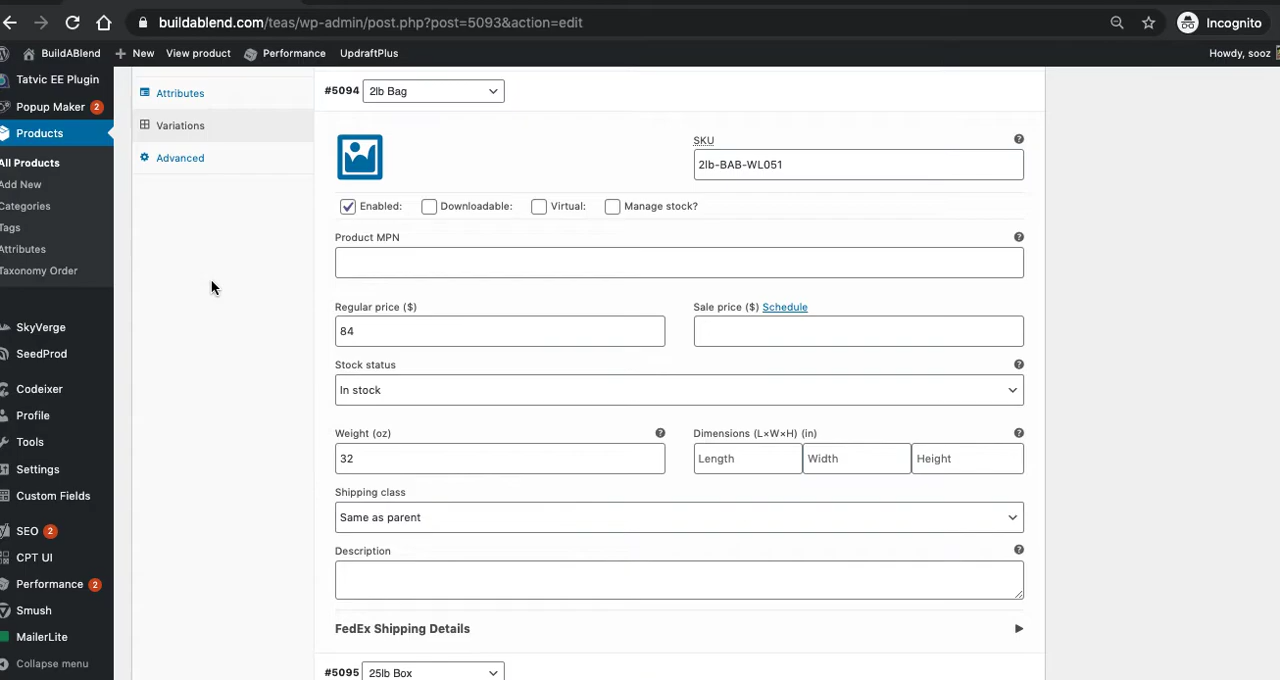 buildablend.com/teas/wp-admin/post.php?post=5093&action=edit
Incognito
BuildABlend
New
View product
Performance
UpdraftPlus
Howdy, sooz
Tatvic EE Plugin
Popup Maker 2
Products
All Products
Add New
Categories
Tags
Attributes
Taxonomy Order
SkyVerge
SeedProd
Codeixer
Profile
Tools
Settings
Custom Fields
SEO 2
CPT UI
Performance 2
Smush
MailerLite
Collapse menu
Attributes
Variations
Advanced
#5094 2lb Bag
SKU
2lb-BAB-WL051
Enabled: Downloadable: Virtual: Manage stock?
Product MPN
Regular price ($)
84
Sale price ($) Schedule
Stock status
In stock
Weight (oz)
32
Dimensions (L×W×H) (in)
Length Width Height
Shipping class
Same as parent
Description
FedEx Shipping Details
#5095 25lb Box